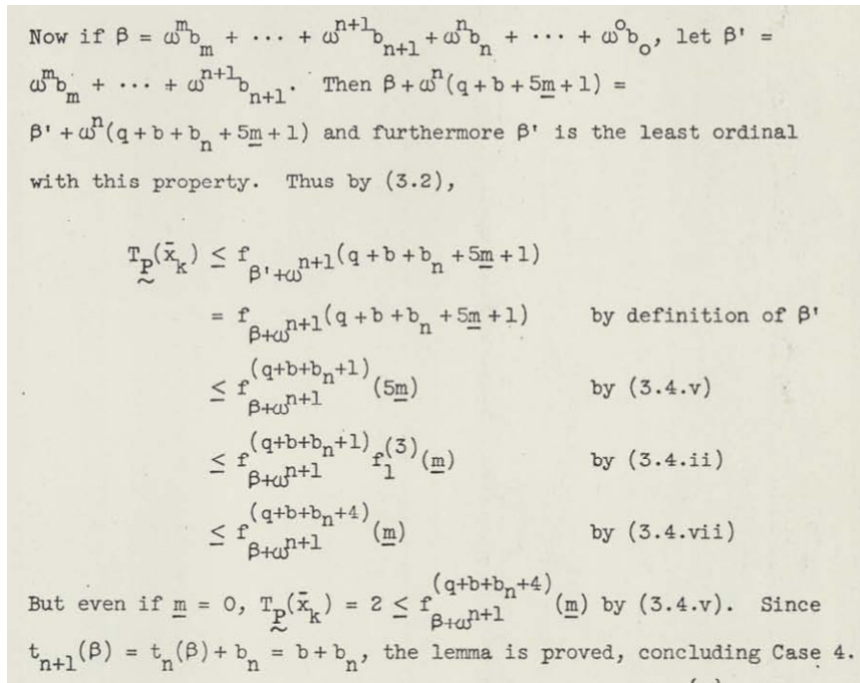 Now if β = ω^m b_m + ··· + ω^{n+1} b_{n+1} + ω^n b_n + ··· + ω^o b_o, let β' =
ω^m b_m + ··· + ω^{n+1} b_{n+1}. Then β + ω^n (q + b + 5m + 1) =
β' + ω^n (q + b + b_n + 5m + 1) and furthermore β' is the least ordinal
with this property. Thus by (3.2),
T_P(x̄_k) ≤ f_{β'+ω^{n+1}} (q + b + b_n + 5m + 1)
= f_{β+ω^{n+1}} (q + b + b_n + 5m + 1) by definition of β'
≤ f_{β+ω^{n+1}}^{(q+b+b_n+1)} (5m) by (3.4.v)
≤ f_{β+ω^{n+1}}^{(q+b+b_n+1)} f_1^{(3)} (m) by (3.4.ii)
≤ f_{β+ω^{n+1}}^{(q+b+b_n+4)} (m) by (3.4.vii)
But even if m = 0, T_P(x̄_k) = 2 ≤ f_{β+ω^{n+1}}^{(q+b+b_n+4)} (m) by (3.4.v). Since
t_{n+1}(β) = t_n(β) + b_n = b + b_n, the lemma is proved, concluding Case 4.